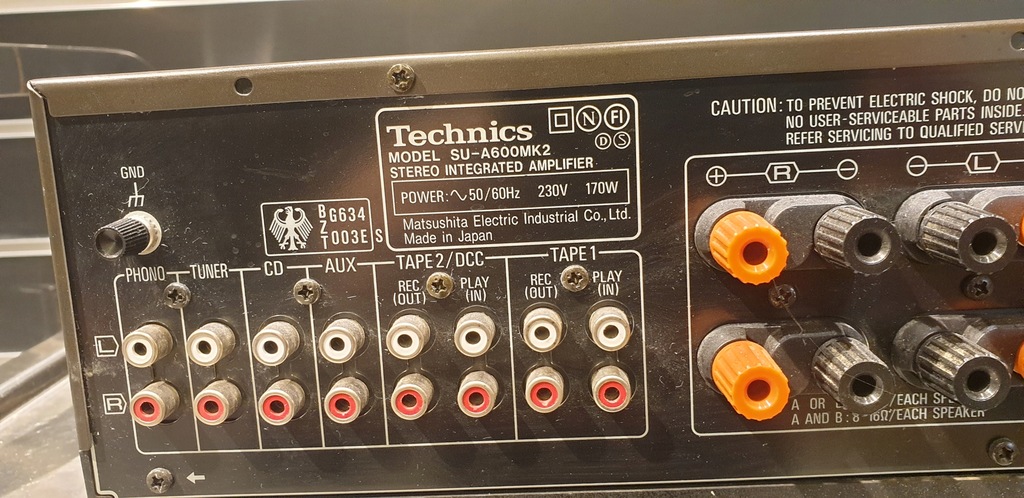 Technics
N FI
D S
MODEL SU-A600MK2
STEREO INTEGRATED AMPLIFIER
POWER: ∿ 50/60Hz 230V 170W
Matsushita Electric Industrial Co., Ltd.
Made in Japan
CAUTION: TO PREVENT ELECTRIC SHOCK, DO NO
NO USER-SERVICEABLE PARTS INSIDE.
REFER SERVICING TO QUALIFIED SERVI
GND
BZT
G634
003E S
⊕ R ⊖
⊖ L
PHONO TUNER CD AUX TAPE 2/DCC TAPE 1
REC (OUT) PLAY (IN) REC (OUT) PLAY (IN)
L
R
A OR /EACH SPE
A AND B: 8-16Ω/EACH SPEAKER
←